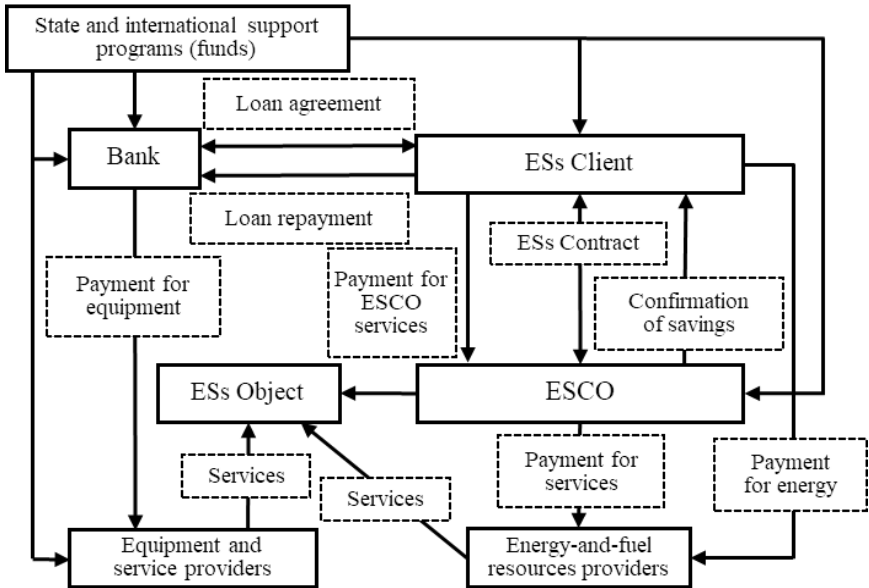 State and international support
programs (funds)
Loan agreement
Bank
ESs Client
Loan repayment
ESs Contract
Payment for
equipment
Payment for
ESCO
services
Confirmation
of savings
ESs Object
ESCO
Services
Services
Payment for
services
Payment
for energy
Equipment and
service providers
Energy-and-fuel
resources providers